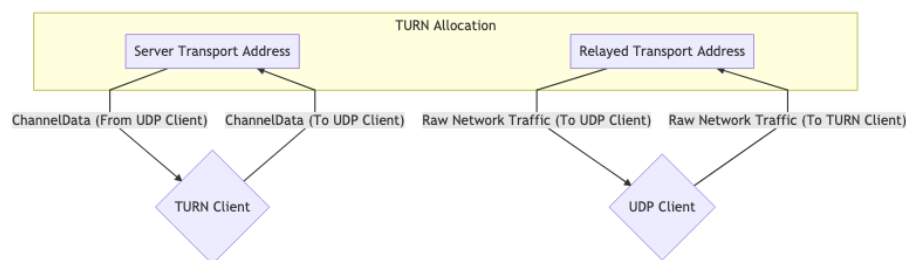 TURN Allocation
Server Transport Address
Relayed Transport Address
ChannelData (From UDP Client)
ChannelData (To UDP Client)
Raw Network Traffic (To UDP Client)
Raw Network Traffic (To TURN Client)
TURN Client
UDP Client